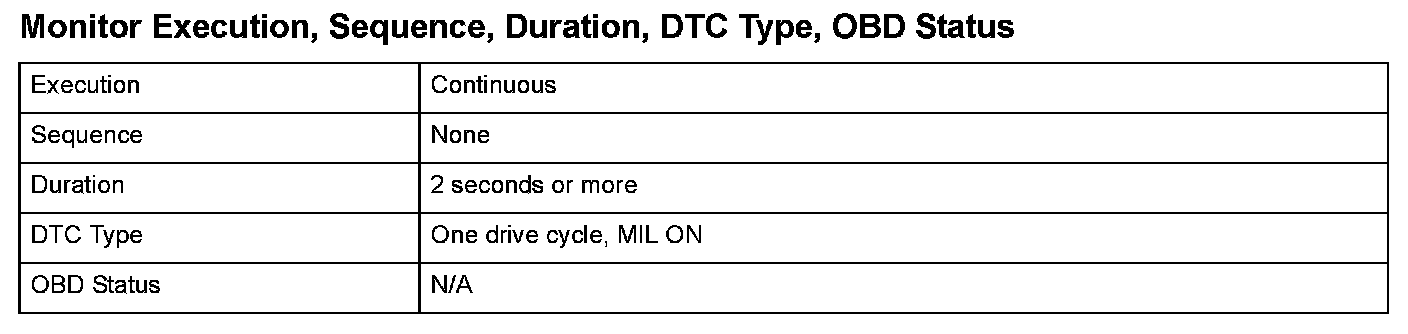 Monitor Execution, Sequence, Duration, DTC Type, OBD Status
Execution Continuous
Sequence None
Duration 2 seconds or more
DTC Type One drive cycle, MIL ON
OBD Status N/A